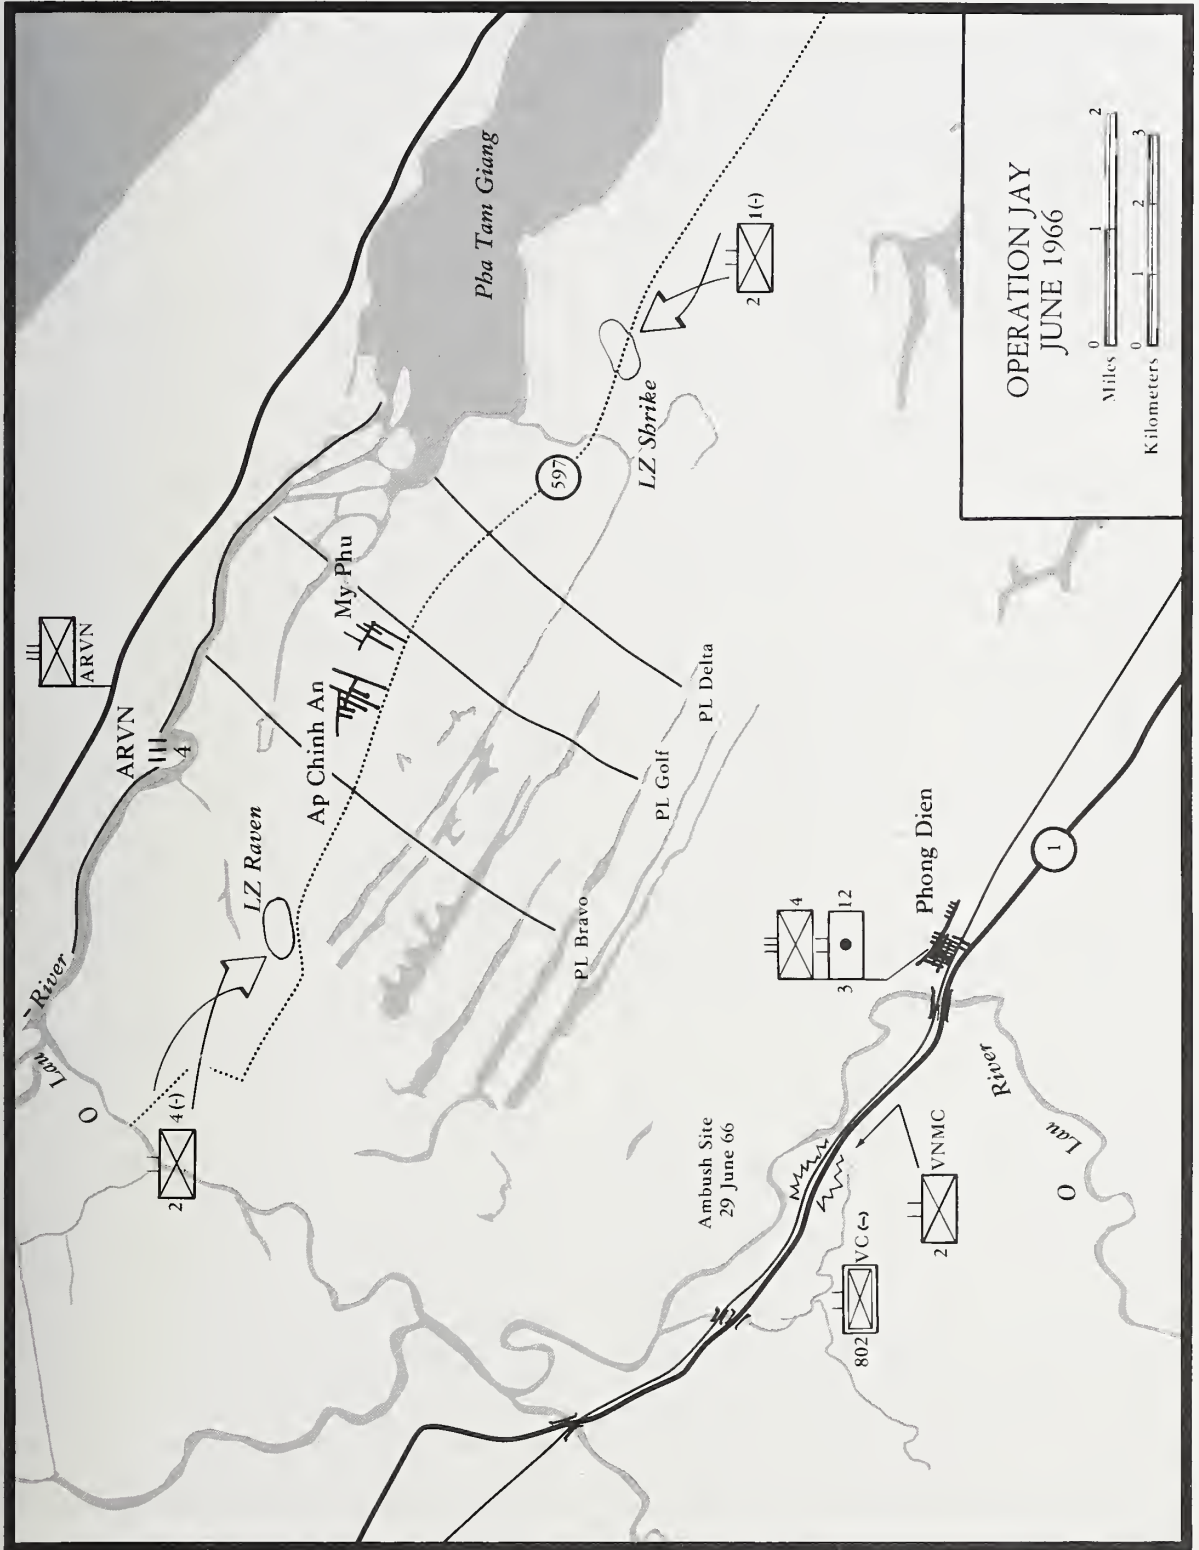 OPERATION JAY
JUNE 1966
Miles
0 1 2
Kilometers
0 1 2 3
ARVN
ARVN
4
Lau
River
O
2
4 (-)
LZ Raven
Ap Chinh An
My Phu
Pha Tam Giang
597
LZ Shrike
2
1(-)
PL Bravo
PL Golf
PL Delta
4
3
12
Phong Dien
1
Ambush Site
29 June 66
802
VC (-)
2
VNMC
O
Lau
River